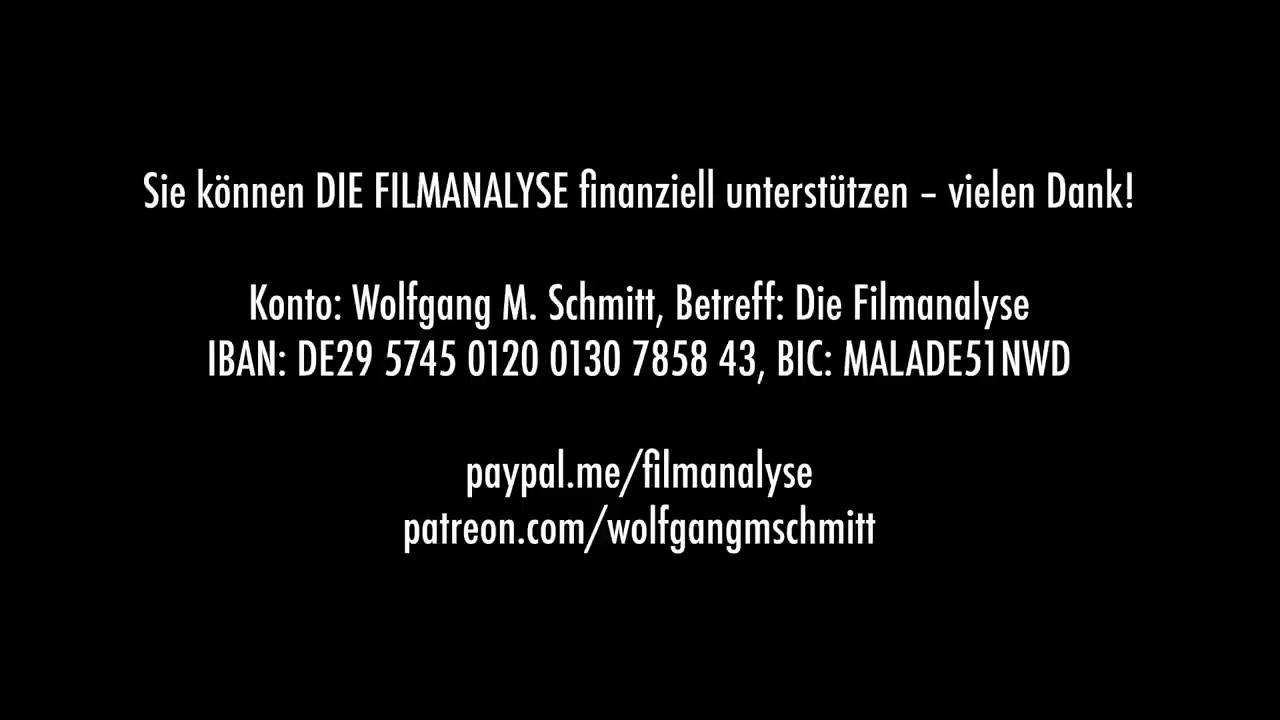 Sie können DIE FILMANALYSE finanziell unterstützen – vielen Dank!
Konto: Wolfgang M. Schmitt, Betreff: Die Filmanalyse
IBAN: DE29 5745 0120 0130 7858 43, BIC: MALADE51NWD
paypal.me/filmanalyse
patreon.com/wolfgangmschmitt